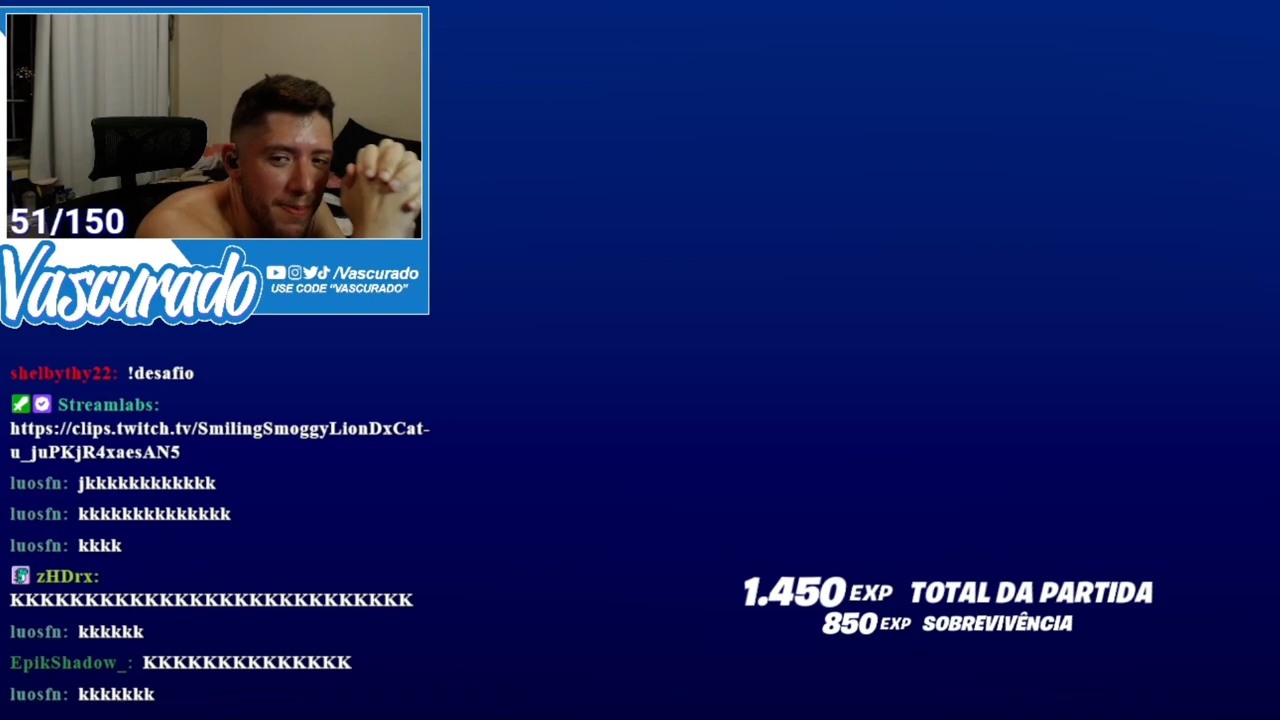 51/150
Vascurado
/Vascurado
USE CODE "VASCURADO"
shelbythy22: !desafio
Streamlabs:
https://clips.twitch.tv/SmilingSmoggyLionDxCat-
u_juPKjR4xaesAN5
luosfn: jkkkkkkkkkkkk
luosfn: kkkkkkkkkkkkkk
luosfn: kkkk
zHDrx:
KKKKKKKKKKKKKKKKKKKKKKKKKKK
luosfn: kkkkkk
EpikShadow_: KKKKKKKKKKKKKK
luosfn: kkkkkkk
1.450 EXP TOTAL DA PARTIDA
850 EXP SOBREVIVÊNCIA